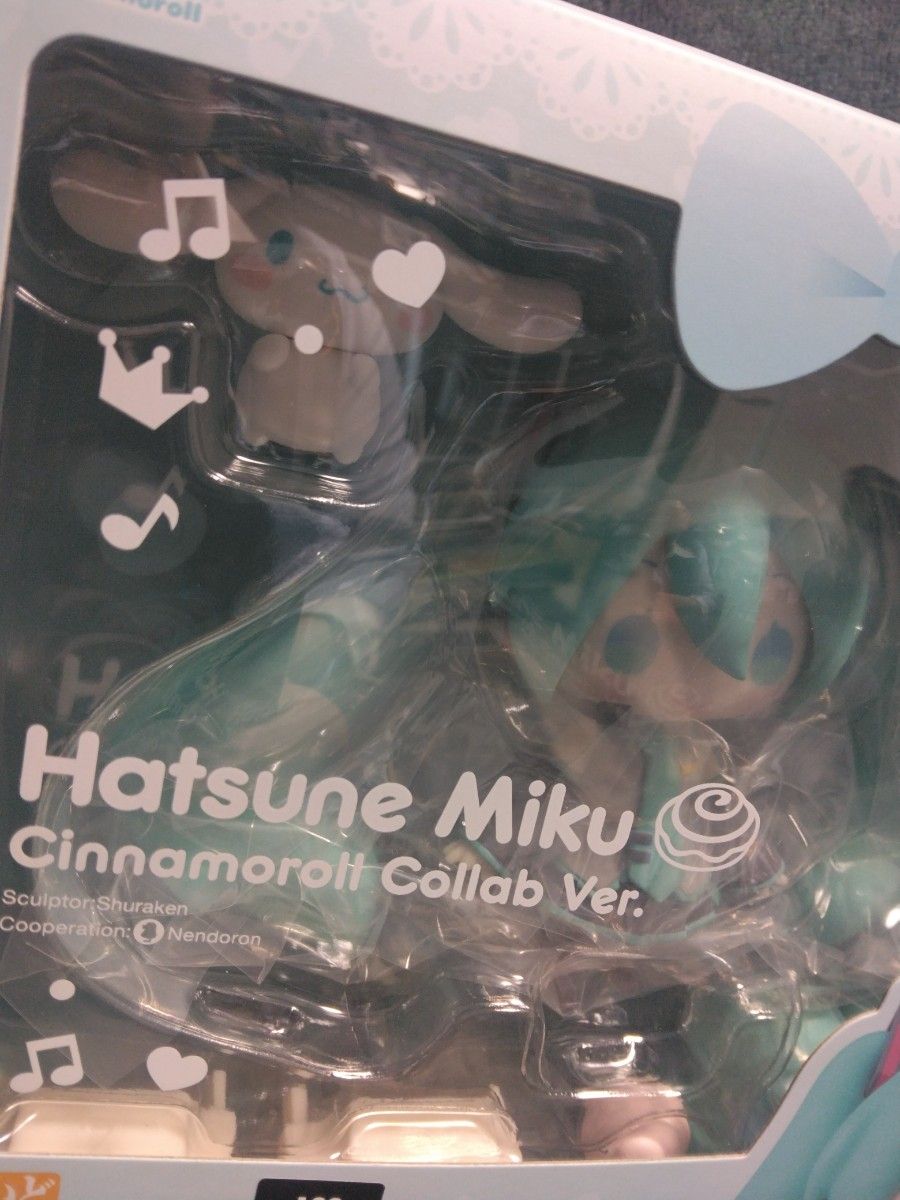 Hatsune Miku
Cinnamoroll Collab Ver.
Sculptor:Shuraken
Cooperation: Nendoron